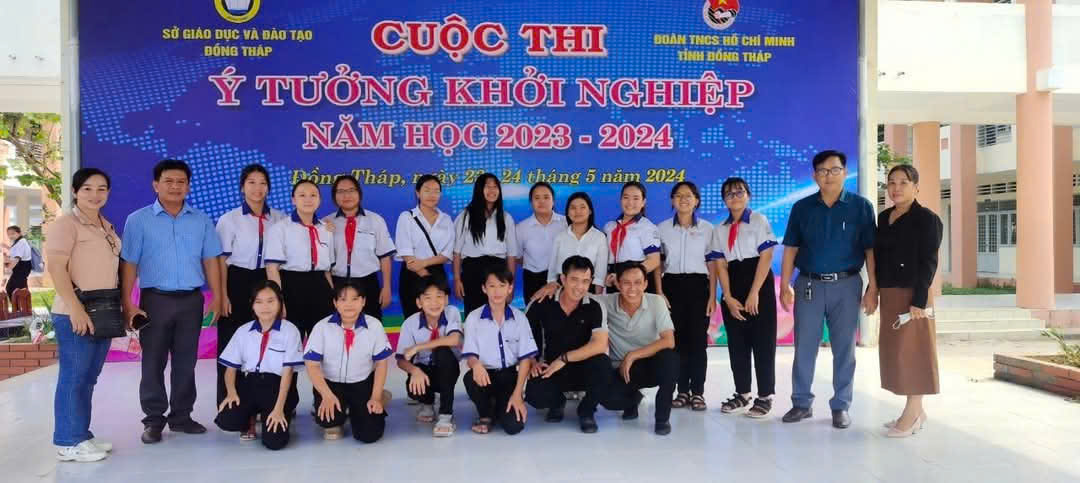 SỞ GIÁO DỤC VÀ ĐÀO TẠO
ĐỒNG THÁP
ĐOÀN TNCS HỒ CHÍ MINH
TỈNH ĐỒNG THÁP
CUỘC THI
Ý TƯỞNG KHỞI NGHIỆP
NĂM HỌC 2023 - 2024
Đồng Tháp, ngày 24 tháng 5 năm 2024